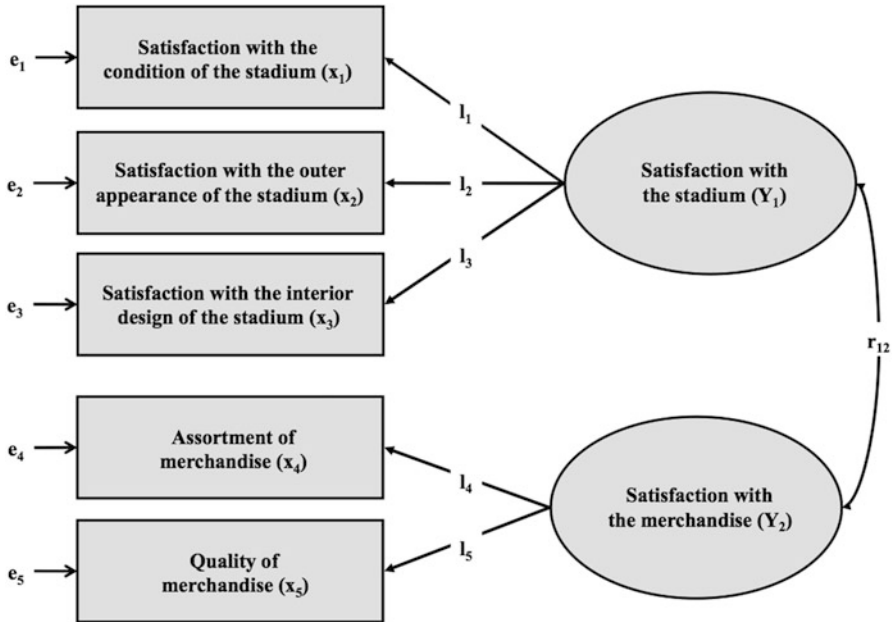 e₁
Satisfaction with the
condition of the stadium (x₁)
l₁
e₂
Satisfaction with the outer
appearance of the stadium (x₂)
l₂
Satisfaction with
the stadium (Y₁)
l₃
e₃
Satisfaction with the interior
design of the stadium (x₃)
r₁₂
e₄
Assortment of
merchandise (x₄)
l₄
Satisfaction with
the merchandise (Y₂)
l₅
e₅
Quality of
merchandise (x₅)